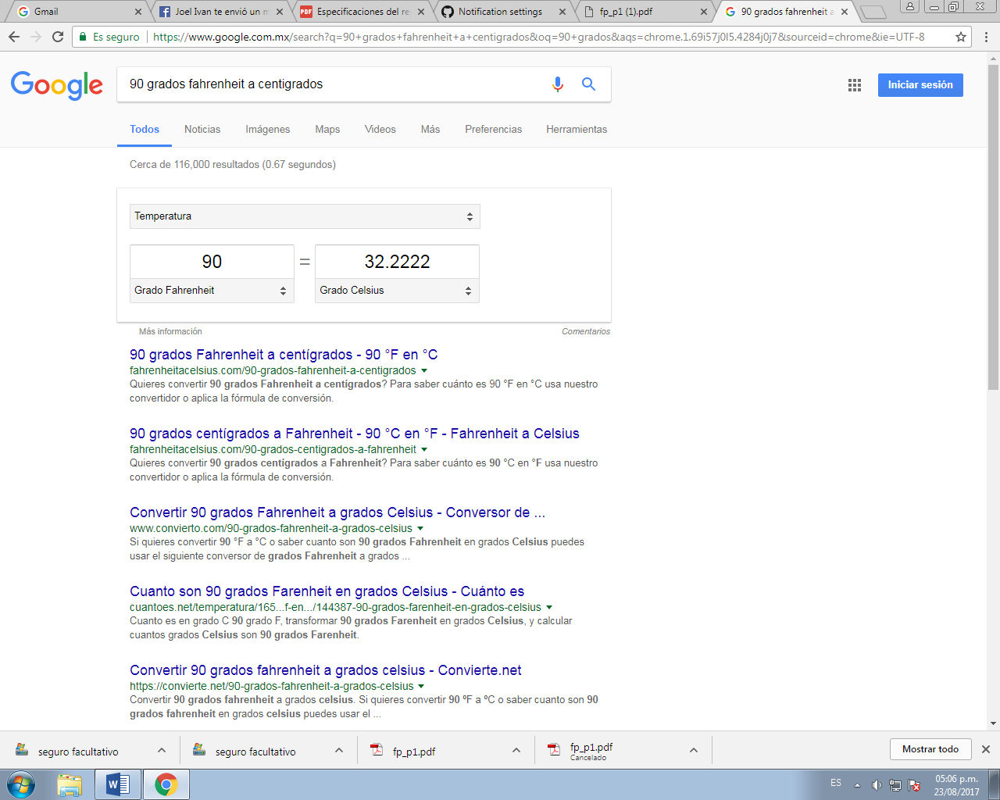 Gmail
Joel Ivan te envió un m
Especificaciones del re
Notification settings
fp_p1 (1).pdf
90 grados fahrenheit a
Es seguro
https://www.google.com.mx/search?q=90+grados+fahrenheit+a+centigrados&oq=90+grados&aqs=chrome.1.69i57j0l5.4284j0j7&sourceid=chrome&ie=UTF-8
Google
90 grados fahrenheit a centigrados
Iniciar sesión
Todos
Noticias
Imágenes
Maps
Videos
Más
Preferencias
Herramientas
Cerca de 116,000 resultados (0.67 segundos)
Temperatura
90 = 32.2222
Grado Fahrenheit
Grado Celsius
Más información
Comentarios
90 grados Fahrenheit a centígrados - 90 °F en °C
fahrenheitacelsius.com/90-grados-fahrenheit-a-centigrados
Quieres convertir 90 grados Fahrenheit a centígrados? Para saber cuánto es 90 °F en °C usa nuestro
convertidor o aplica la fórmula de conversión.
90 grados centígrados a Fahrenheit - 90 °C en °F - Fahrenheit a Celsius
fahrenheitacelsius.com/90-grados-centigrados-a-fahrenheit
Quieres convertir 90 grados centígrados a Fahrenheit? Para saber cuánto es 90 °C en °F usa nuestro
convertidor o aplica la fórmula de conversión.
Convertir 90 grados Fahrenheit a grados Celsius - Conversor de ...
www.convierto.com/90-grados-fahrenheit-a-grados-celsius
Si quieres convertir 90 °F a °C o saber cuanto son 90 grados Fahrenheit en grados Celsius puedes
usar el siguiente conversor de grados Fahrenheit a grados ...
Cuanto son 90 grados Farenheit en grados Celsius - Cuánto es
cuantoes.net/temperatura/165...f-en.../144387-90-grados-farenheit-en-grados-celsius
Cuanto es en grado C 90 grado F, transformar 90 grados Farenheit en grados Celsius, y calcular
cuantos grados Celsius son 90 grados Farenheit.
Convertir 90 grados fahrenheit a grados celsius - Convierte.net
https://convierte.net/90-grados-fahrenheit-a-grados-celsius
Convertir 90 grados fahrenheit a grados celsius. Si quieres convertir 90 ºF a ºC o saber cuanto son 90
grados fahrenheit en grados celsius puedes usar el ...
seguro facultativo
seguro facultativo
fp_p1.pdf
fp_p1.pdf
Cancelado
Mostrar todo
ES
05:06 p.m.
23/08/2017